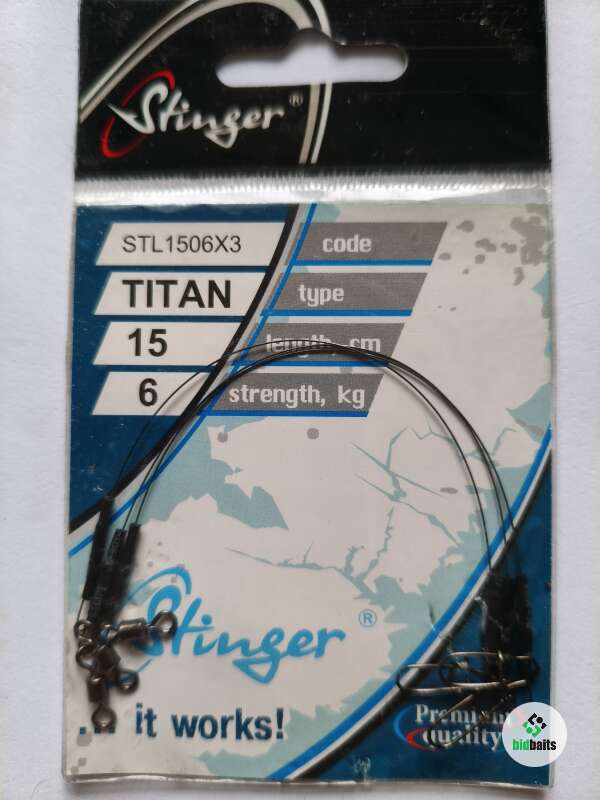 Stinger®
STL1506X3 code
TITAN type
15 length, cm
6 strength, kg
Stinger®
... it works!
Premium
quality
bidbaits